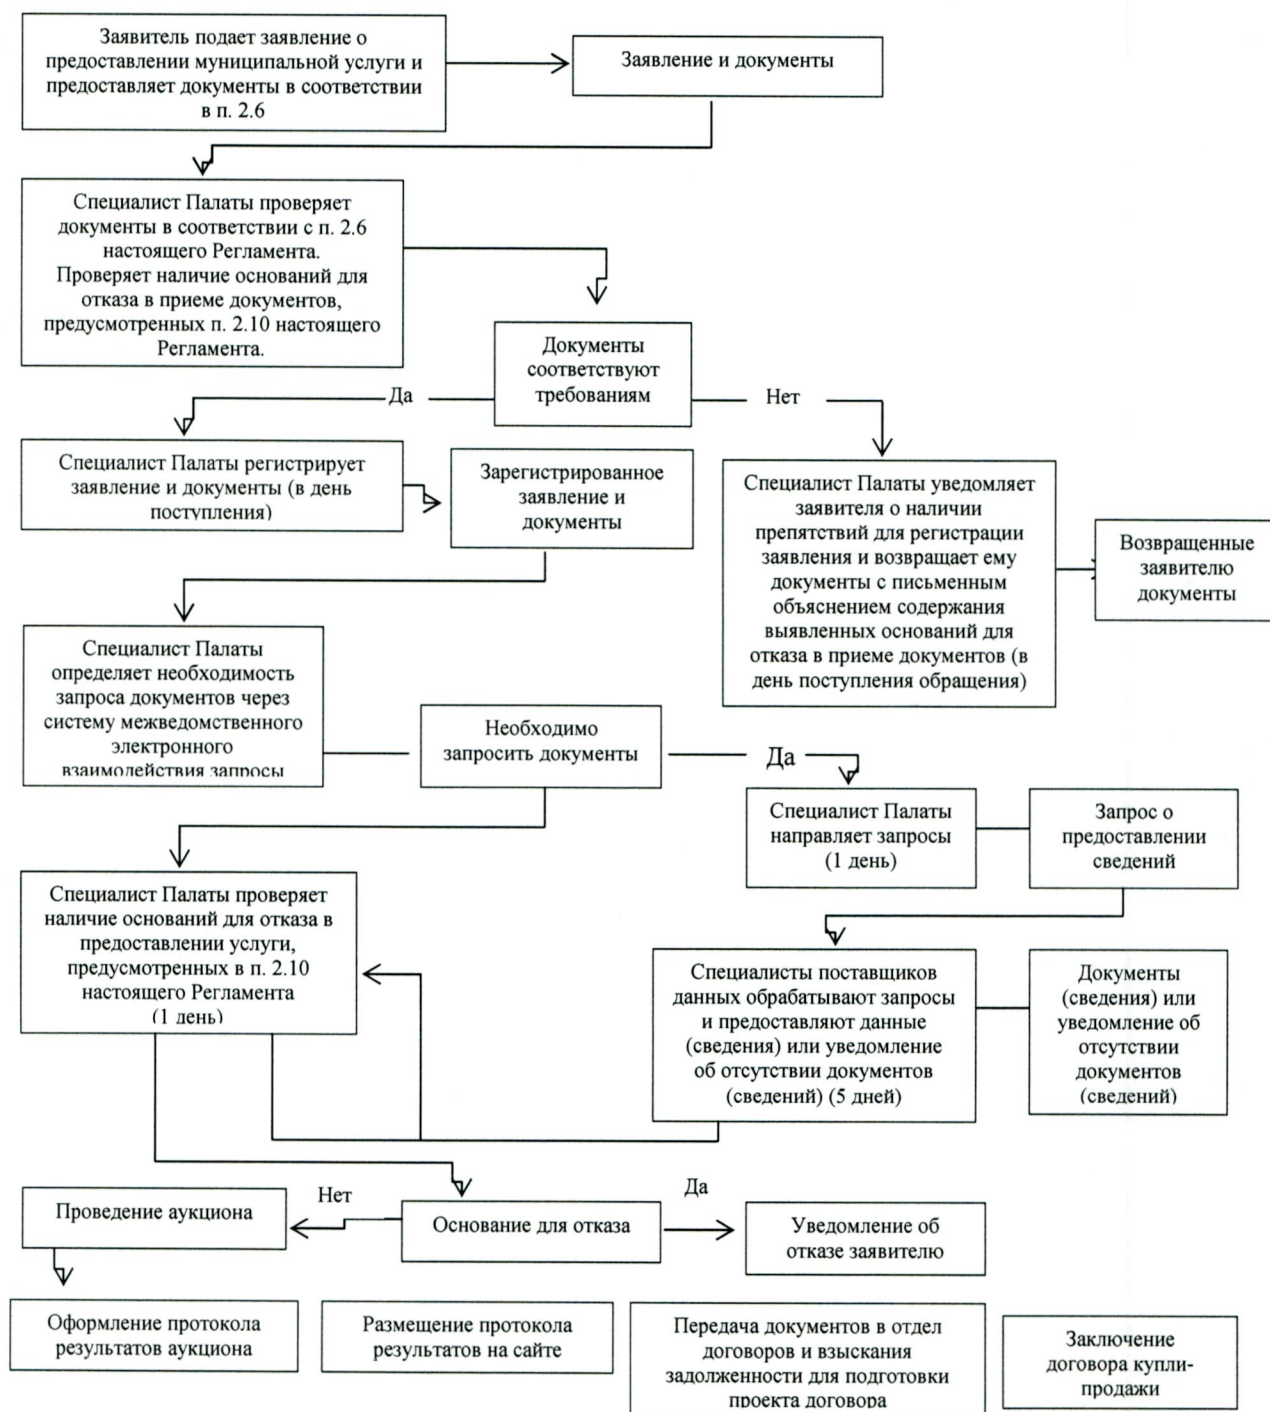 Заявитель подает заявление о
предоставлении муниципальной услуги и
предоставляет документы в соответствии
в п. 2.6
Заявление и документы
Специалист Палаты проверяет
документы в соответствии с п. 2.6
настоящего Регламента.
Проверяет наличие оснований для
отказа в приеме документов,
предусмотренных п. 2.10 настоящего
Регламента.
Документы
соответствуют
требованиям
Да
Нет
Специалист Палаты регистрирует
заявление и документы (в день
поступления)
Зарегистрированное
заявление и
документы
Специалист Палаты уведомляет
заявителя о наличии
препятствий для регистрации
заявления и возвращает ему
документы с письменным
объяснением содержания
выявленных оснований для
отказа в приеме документов (в
день поступления обращения)
Возвращенные
заявителю
документы
Специалист Палаты
определяет необходимость
запроса документов через
систему межведомственного
электронного
взаимодействия запросы
Необходимо
запросить документы
Да
Специалист Палаты
направляет запросы
(1 день)
Запрос о
предоставлении
сведений
Специалист Палаты проверяет
наличие оснований для отказа в
предоставлении услуги,
предусмотренных в п. 2.10
настоящего Регламента
(1 день)
Специалисты поставщиков
данных обрабатывают запросы
и предоставляют данные
(сведения) или уведомление
об отсутствии документов
(сведений) (5 дней)
Документы
(сведения) или
уведомление об
отсутствии
документов
(сведений)
Проведение аукциона
Нет
Основание для отказа
Да
Уведомление об
отказе заявителю
Оформление протокола
результатов аукциона
Размещение протокола
результатов на сайте
Передача документов в отдел
договоров и взыскания
задолженности для подготовки
проекта договора
Заключение
договора купли-
продажи